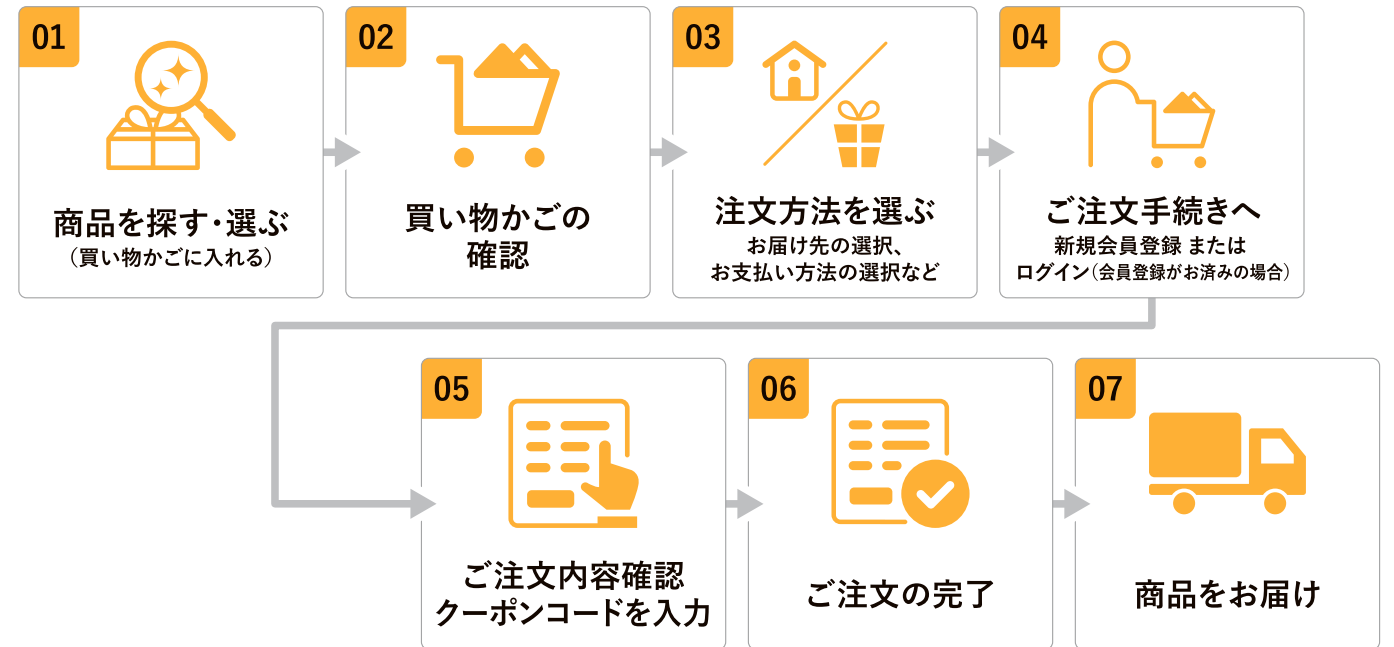 01
商品を探す・選ぶ
（買い物かごに入れる）
02
買い物かごの
確認
03
注文方法を選ぶ
お届け先の選択、
お支払い方法の選択など
04
ご注文手続きへ
新規会員登録 または
ログイン（会員登録がお済みの場合）
05
ご注文内容確認
クーポンコードを入力
06
ご注文の完了
07
商品をお届け